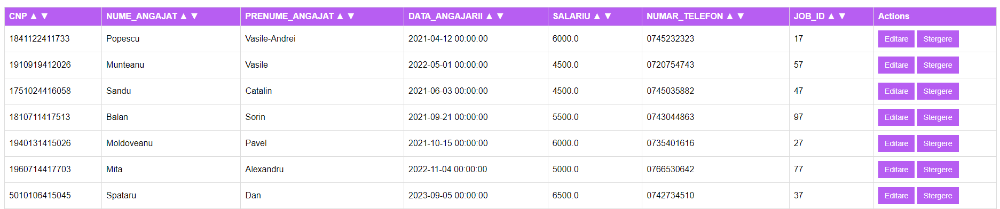 CNP ▲ ▼ NUME_ANGAJAT ▲ ▼ PRENUME_ANGAJAT ▲ ▼ DATA_ANGAJARII ▲ ▼ SALARIU ▲ ▼ NUMAR_TELEFON ▲ ▼ JOB_ID ▲ ▼ Actions
1841122411733 Popescu Vasile-Andrei 2021-04-12 00:00:00 6000.0 0745232323 17 Editare Stergere
1910919412026 Munteanu Vasile 2022-05-01 00:00:00 4500.0 0720754743 57 Editare Stergere
1751024416058 Sandu Catalin 2021-06-03 00:00:00 4500.0 0745035882 47 Editare Stergere
1810711417513 Balan Sorin 2021-09-21 00:00:00 5500.0 0743044863 97 Editare Stergere
1940131415026 Moldoveanu Pavel 2021-10-15 00:00:00 6000.0 0735401616 27 Editare Stergere
1960714417703 Mita Alexandru 2022-11-04 00:00:00 5000.0 0766530642 77 Editare Stergere
5010106415045 Spataru Dan 2023-09-05 00:00:00 6500.0 0742734510 37 Editare Stergere